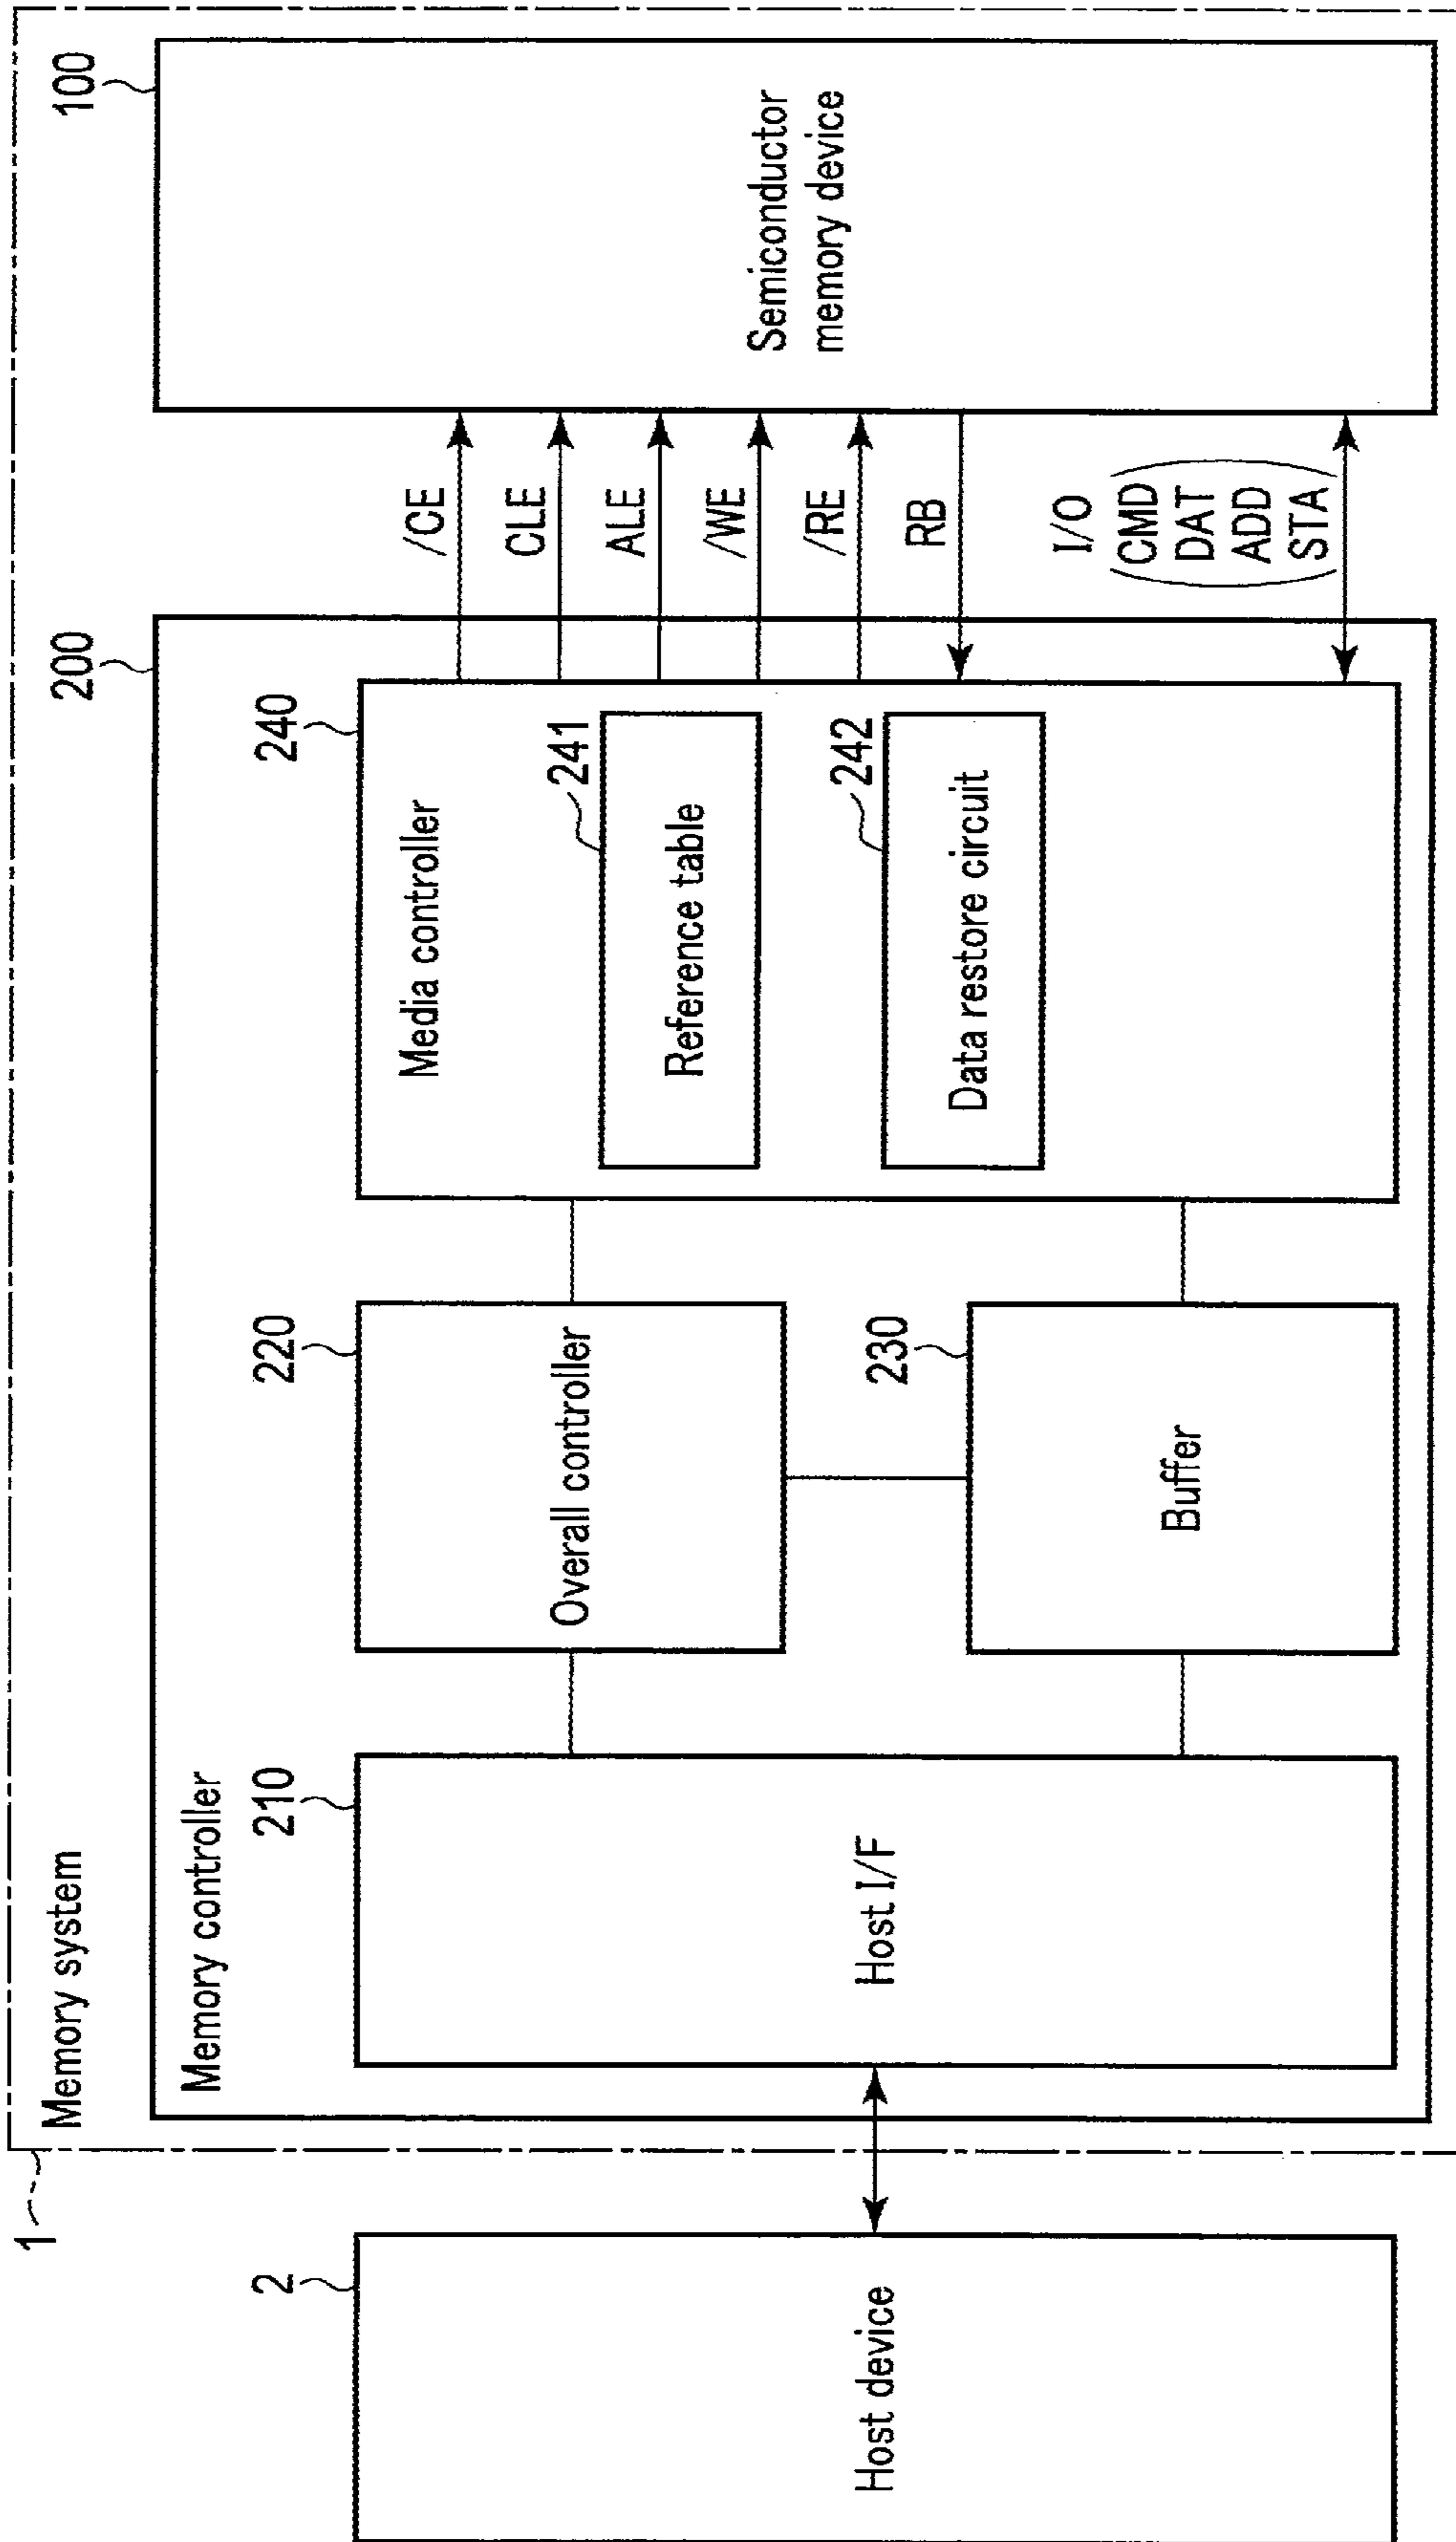 1
Memory system
2
Host device
Memory controller
200
210
Host I/F
220
Overall controller
230
Buffer
240
Media controller
241
Reference table
242
Data restore circuit
/CE
CLE
ALE
/WE
/RE
RB
I/O
(CMD
DAT
ADD
STA)
100
Semiconductor
memory device